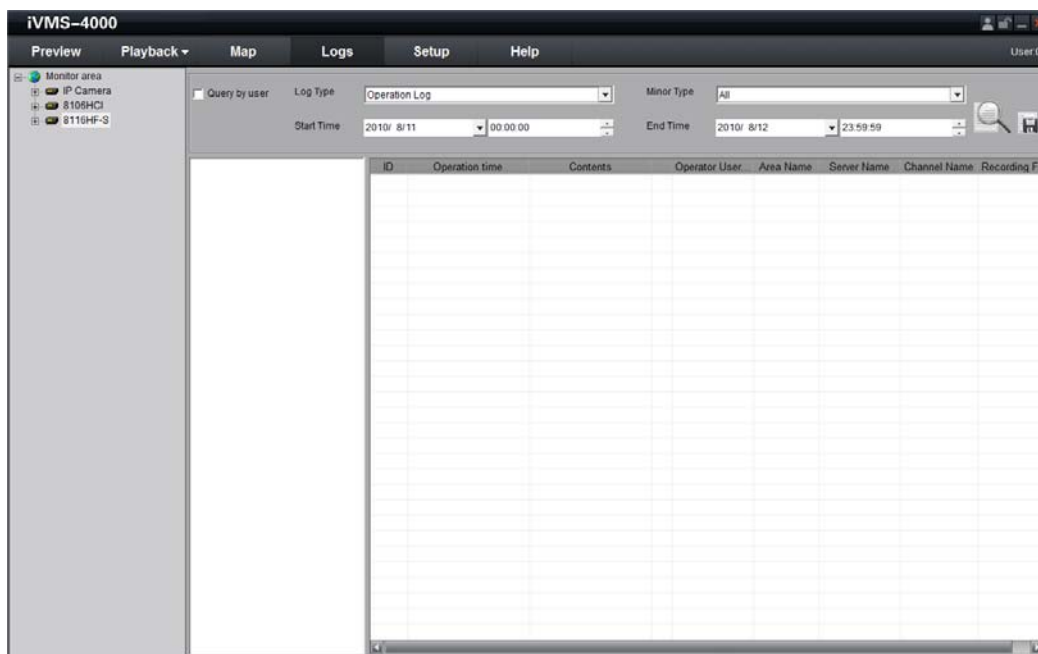 iVMS-4000
Preview Playback Map Logs Setup Help User
Monitor area
IP Camera
8106HCI
8116HF-S
Query by user Log Type Operation Log Minor Type All
Start Time 2010/ 8/11 00:00:00 End Time 2010/ 8/12 23:59:59
ID Operation time Contents Operator User... Area Name Server Name Channel Name Recording F